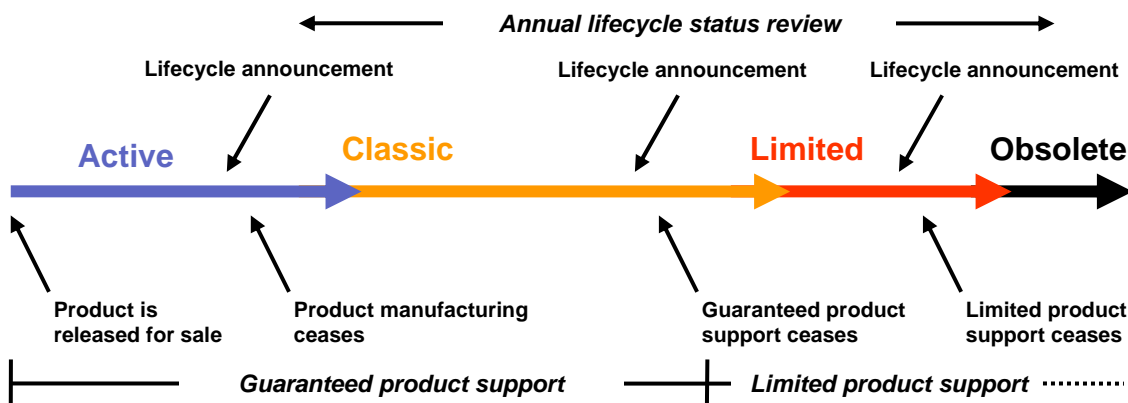 Annual lifecycle status review
Lifecycle announcement
Lifecycle announcement
Lifecycle announcement
Active
Classic
Limited
Obsolete
Product is
released for sale
Product manufacturing
ceases
Guaranteed product
support ceases
Limited product
support ceases
Guaranteed product support
Limited product support